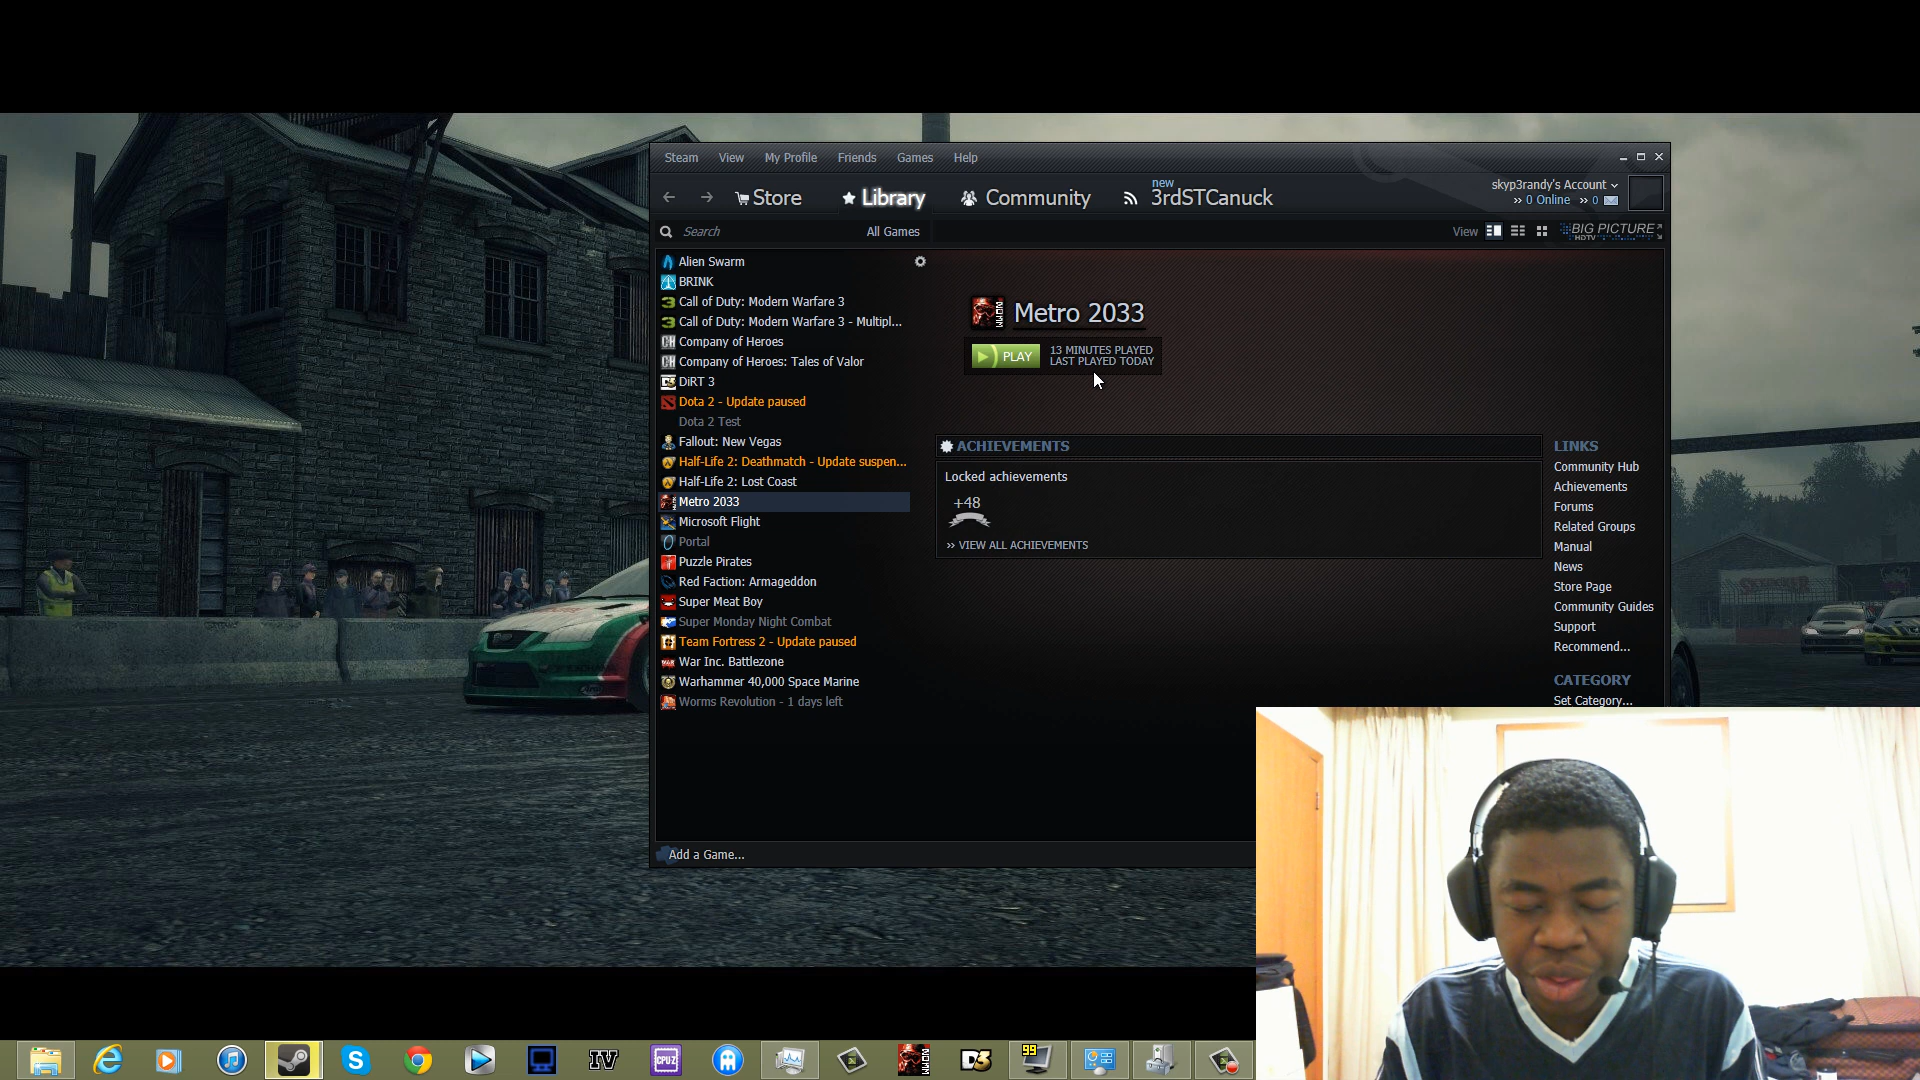 Steam View My Profile Friends Games Help
Store Library Community new 3rdSTCanuck
skyp3randy's Account
›› 0 Online ›› 0
Search All Games View BIG PICTURE
HDTV
Alien Swarm
BRINK
Call of Duty: Modern Warfare 3
Call of Duty: Modern Warfare 3 - Multipl...
Company of Heroes
Company of Heroes: Tales of Valor
DiRT 3
Dota 2 - Update paused
Dota 2 Test
Fallout: New Vegas
Half-Life 2: Deathmatch - Update suspen...
Half-Life 2: Lost Coast
Metro 2033
Microsoft Flight
Portal
Puzzle Pirates
Red Faction: Armageddon
Super Meat Boy
Super Monday Night Combat
Team Fortress 2 - Update paused
War Inc. Battlezone
Warhammer 40,000 Space Marine
Worms Revolution - 1 days left
Add a Game...
Metro 2033
PLAY
13 MINUTES PLAYED
LAST PLAYED TODAY
ACHIEVEMENTS
Locked achievements
+48
›› VIEW ALL ACHIEVEMENTS
LINKS
Community Hub
Achievements
Forums
Related Groups
Manual
News
Store Page
Community Guides
Support
Recommend...
CATEGORY
Set Category...
IV
CPU-Z
D3
99